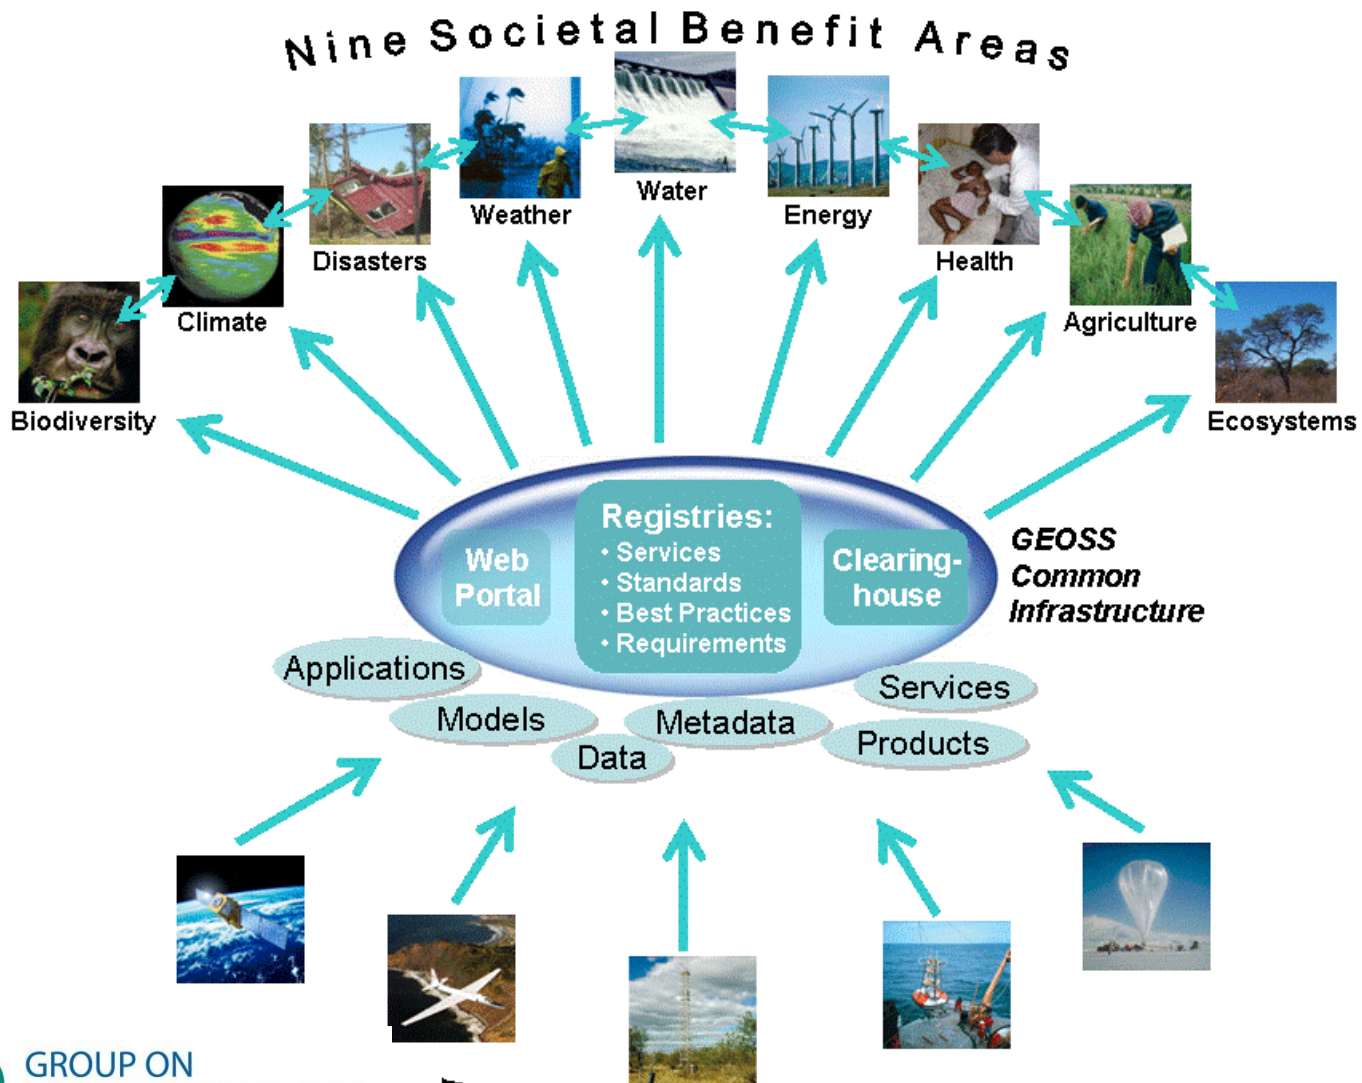 Nine Societal Benefit Areas
Water
Weather
Energy
Disasters
Health
Climate
Agriculture
Biodiversity
Ecosystems
Registries:
• Services
• Standards
• Best Practices
• Requirements
Web
Portal
Clearing-
house
GEOSS
Common
Infrastructure
Applications
Services
Models
Metadata
Products
Data
GROUP ON